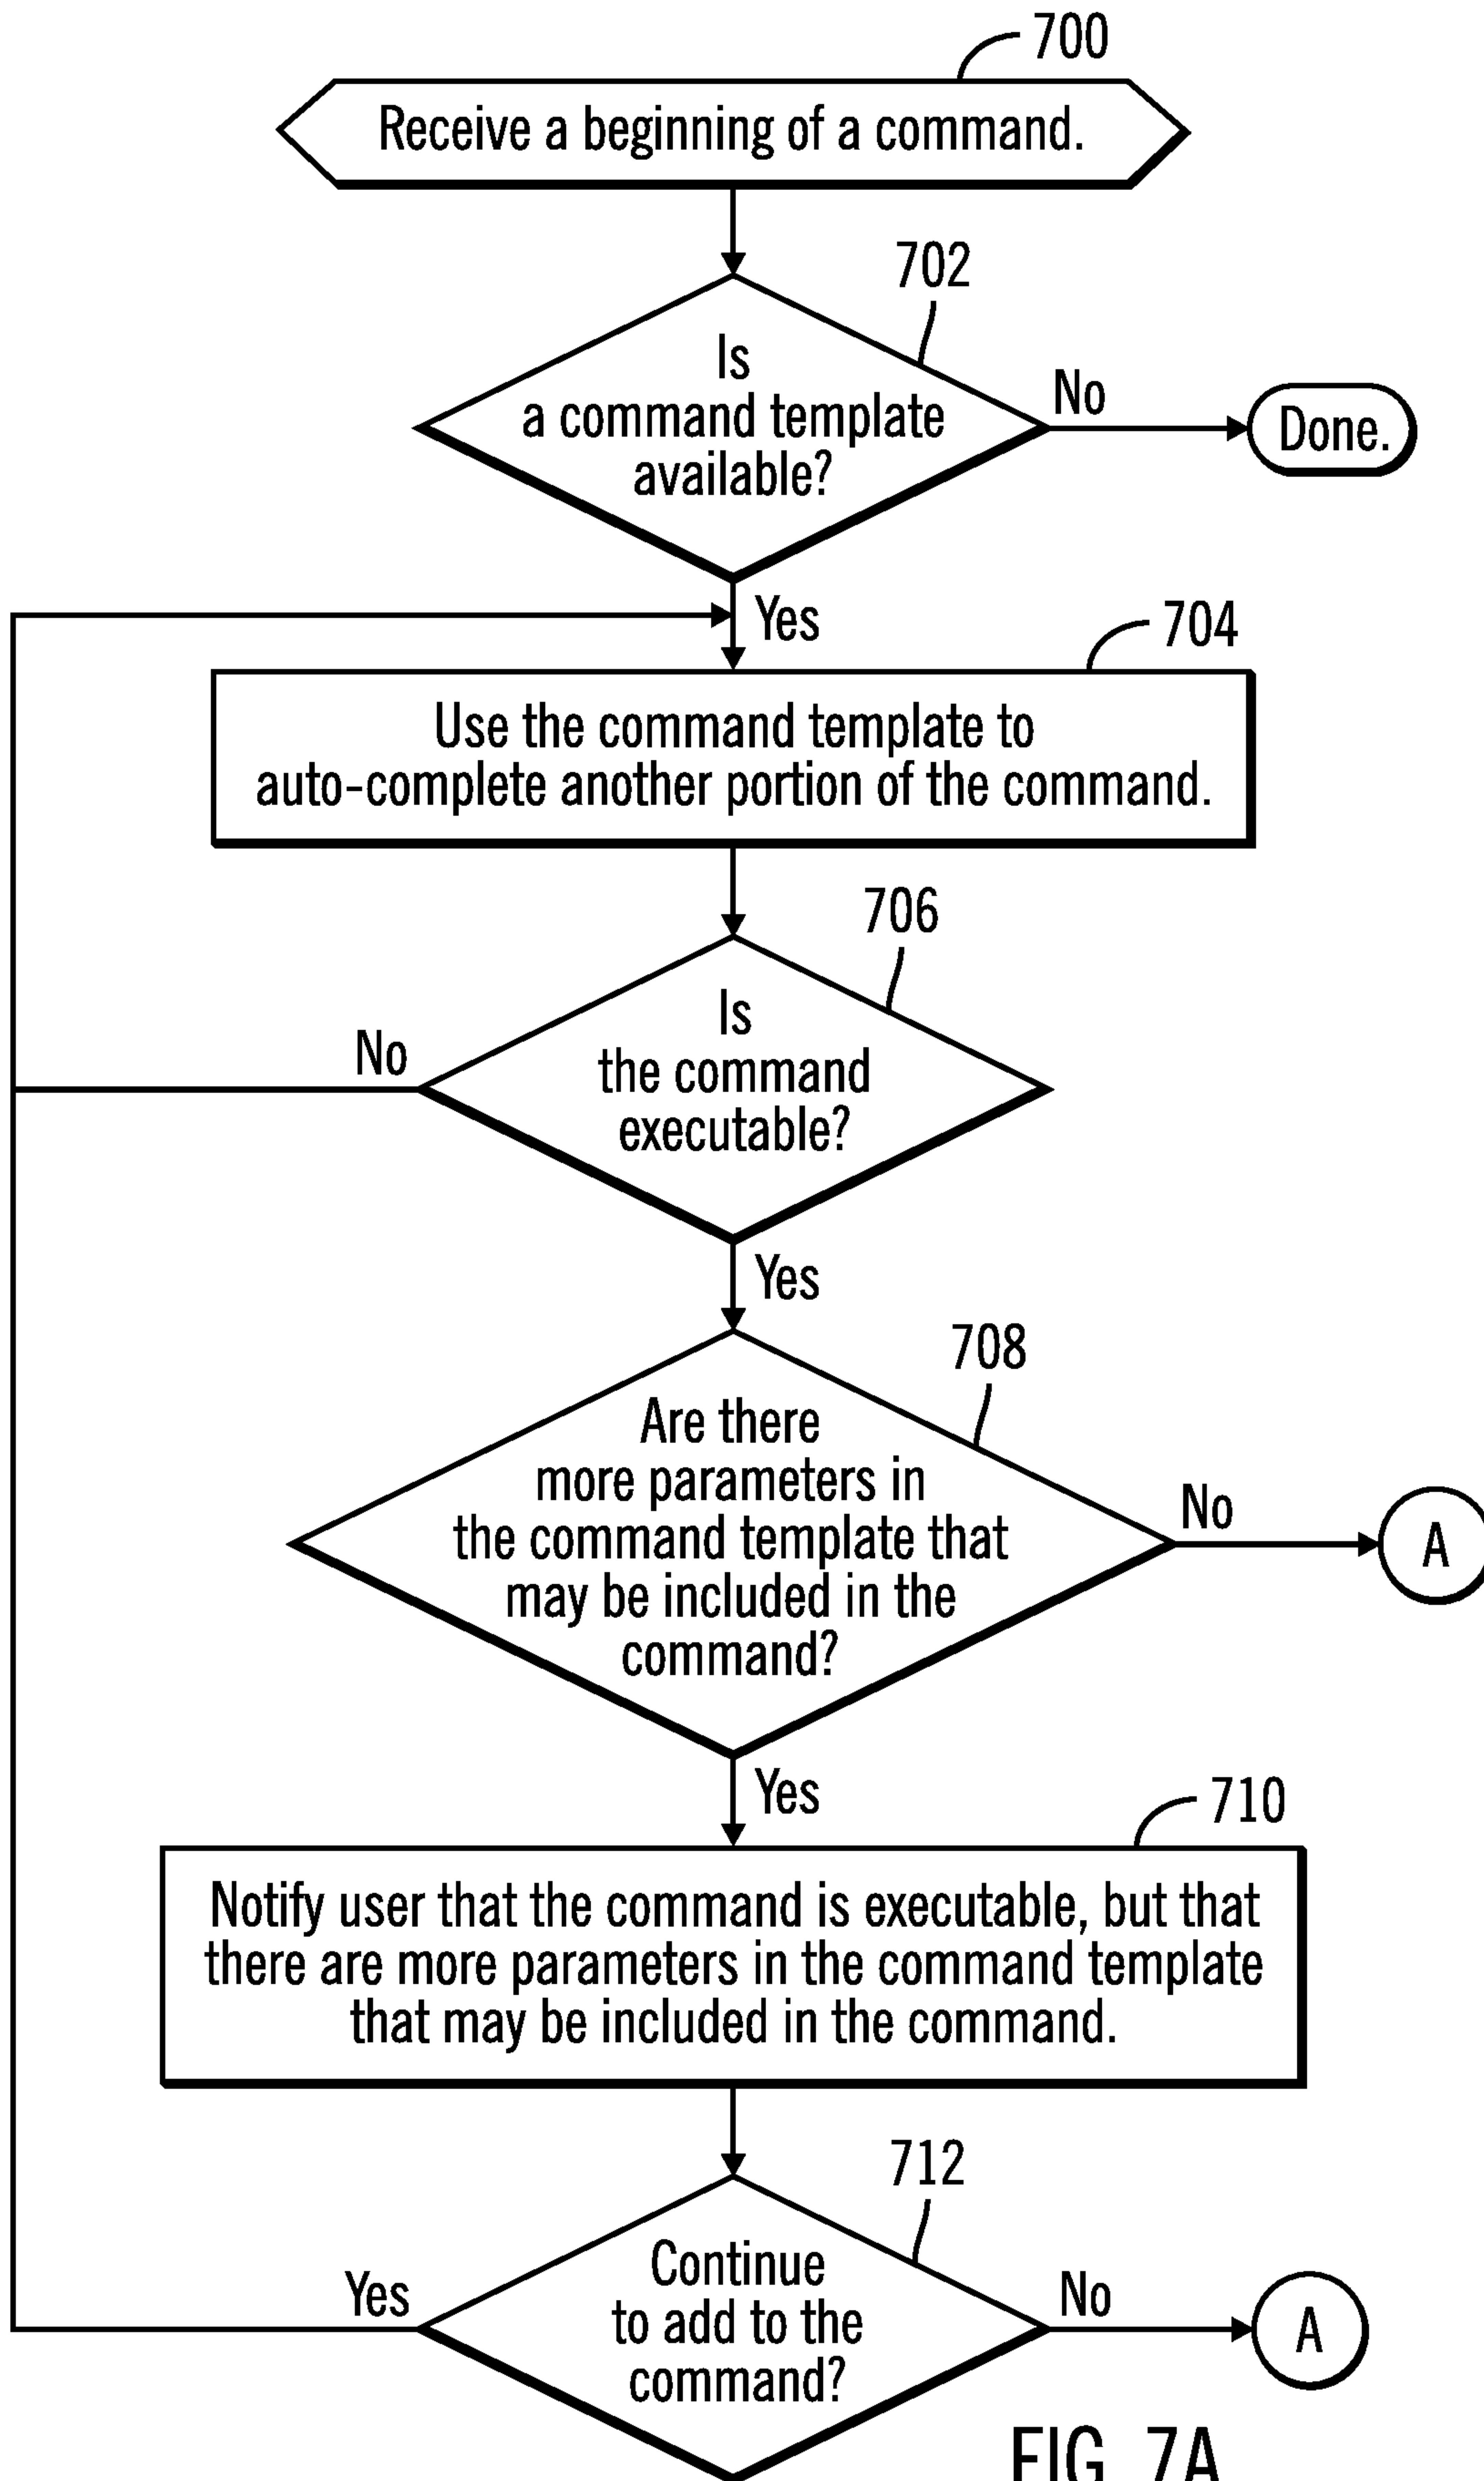 700
Receive a beginning of a command.
702
Is
a command template
available?
No
Done.
Yes
704
Use the command template to
auto-complete another portion of the command.
706
Is
the command
executable?
No
Yes
708
Are there
more parameters in
the command template that
may be included in the
command?
No
A
Yes
710
Notify user that the command is executable, but that
there are more parameters in the command template
that may be included in the command.
712
Continue
to add to the
command?
Yes
No
A
FIG. 7A